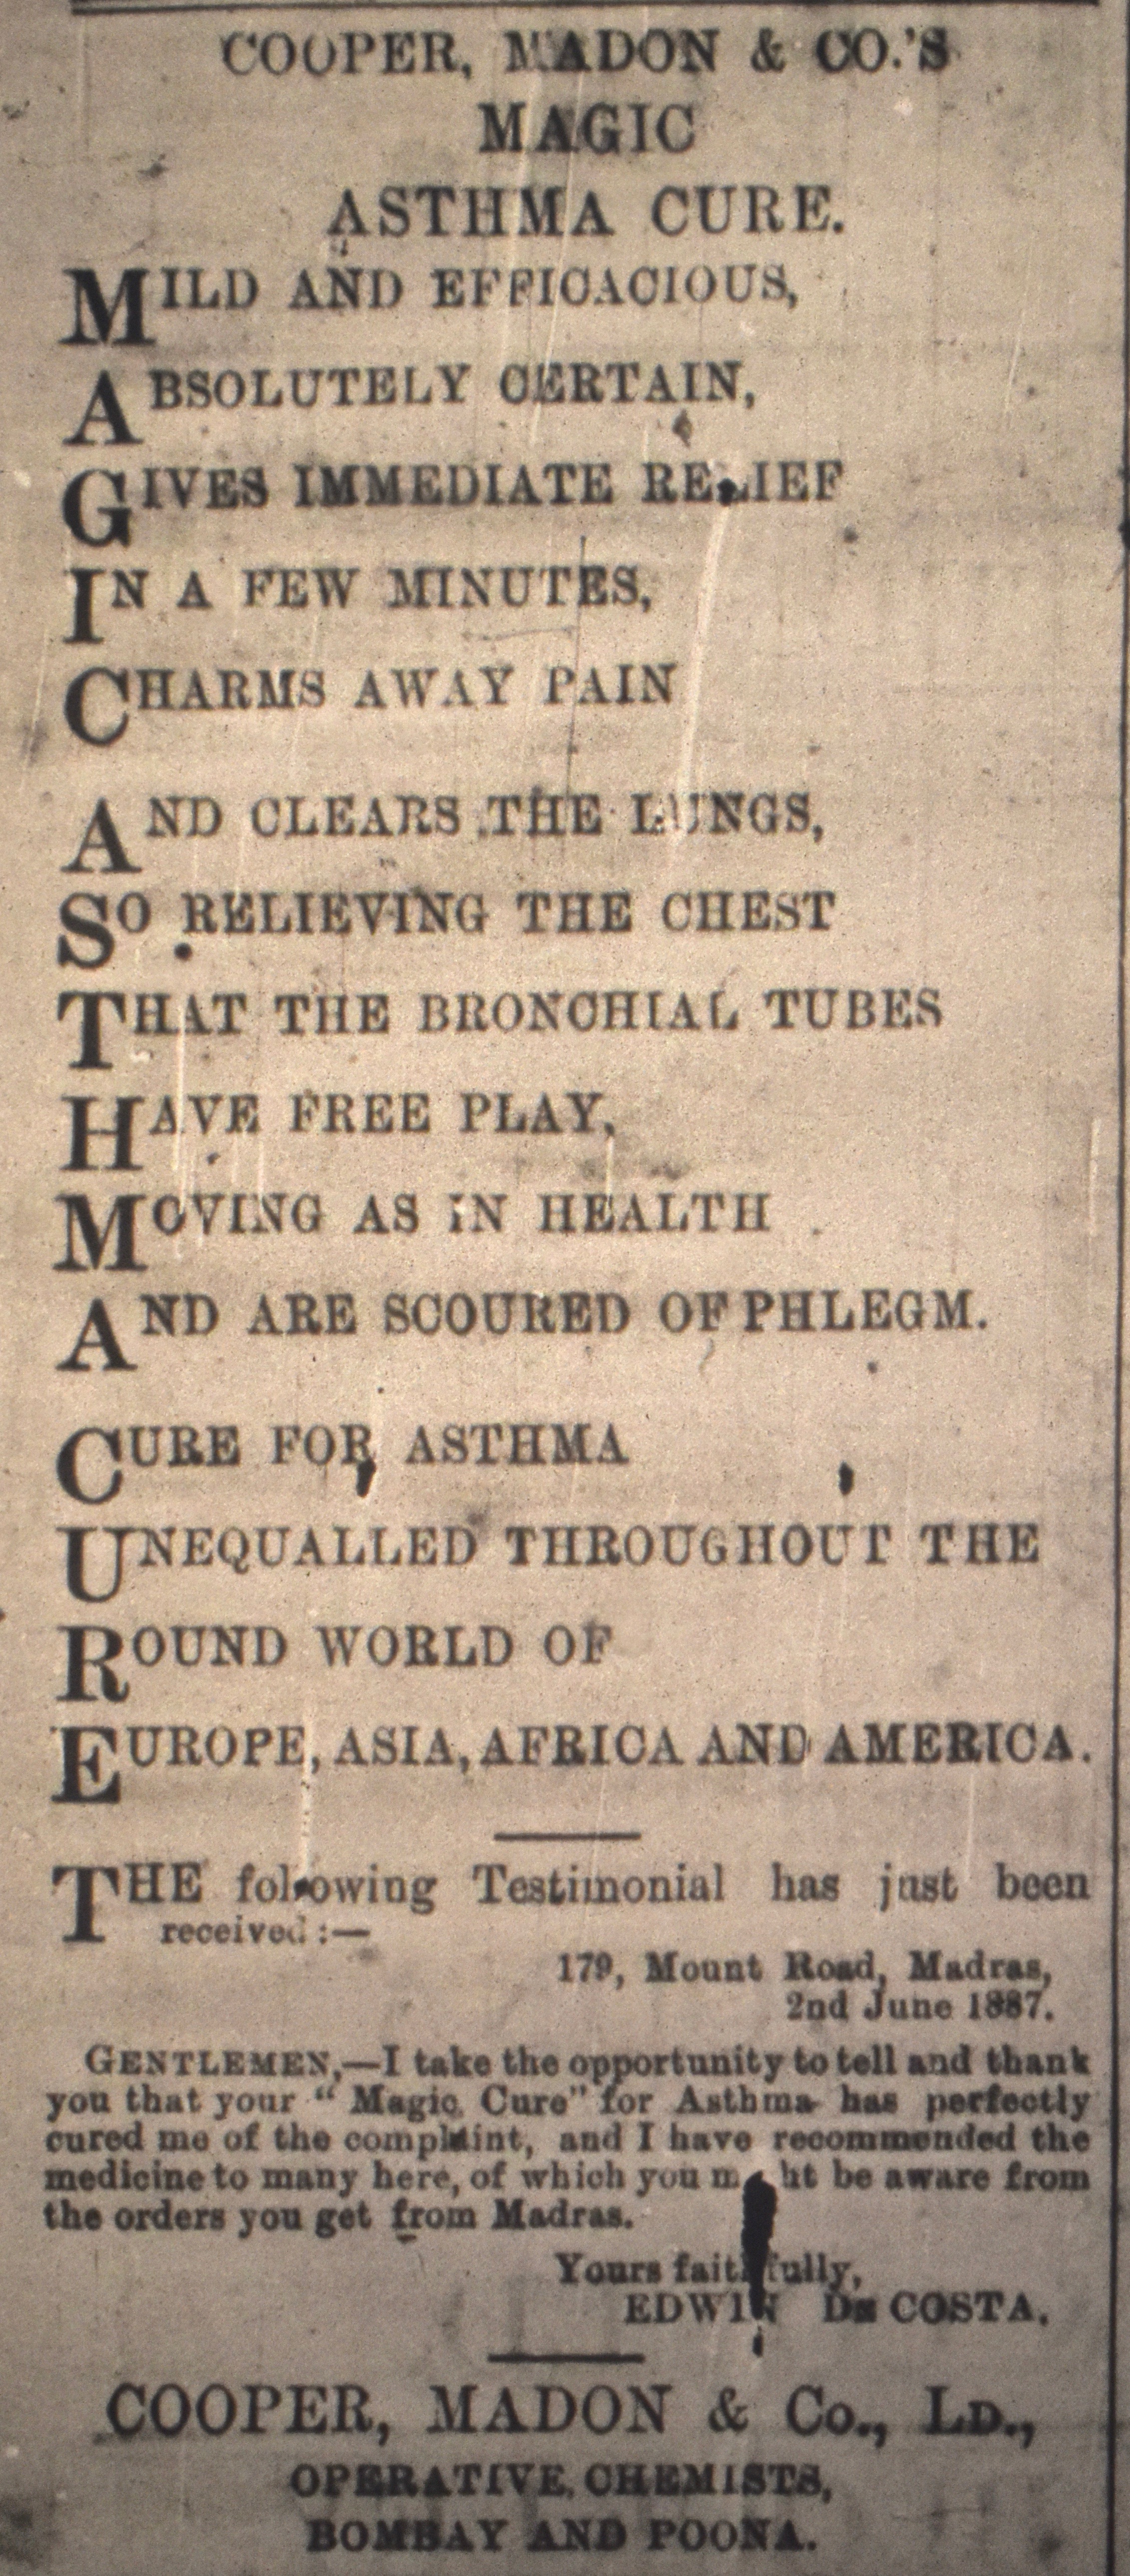 COOPER, MADON & CO.'S
MAGIC
ASTHMA CURE.
MILD AND EFFICACIOUS,
ABSOLUTELY CERTAIN,
GIVES IMMEDIATE RELIEF
IN A FEW MINUTES,
CHARMS AWAY PAIN
AND CLEARS THE LUNGS,
SO RELIEVING THE CHEST
THAT THE BRONCHIAL TUBES
HAVE FREE PLAY,
MOVING AS IN HEALTH
AND ARE SCOURED OF PHLEGM.
CURE FOR ASTHMA
UNEQUALLED THROUGHOUT THE
ROUND WORLD OF
EUROPE, ASIA, AFRICA AND AMERICA.
THE following Testimonial has just been
received:—
179, Mount Road, Madras,
2nd June 1887.
GENTLEMEN,—I take the opportunity to tell and thank
you that your "Magic Cure" for Asthma has perfectly
cured me of the complaint, and I have recommended the
medicine to many here, of which you might be aware from
the orders you get from Madras.
Yours faithfully,
EDWIN DE COSTA.
COOPER, MADON & Co., LD.,
OPERATIVE CHEMISTS,
BOMBAY AND POONA.